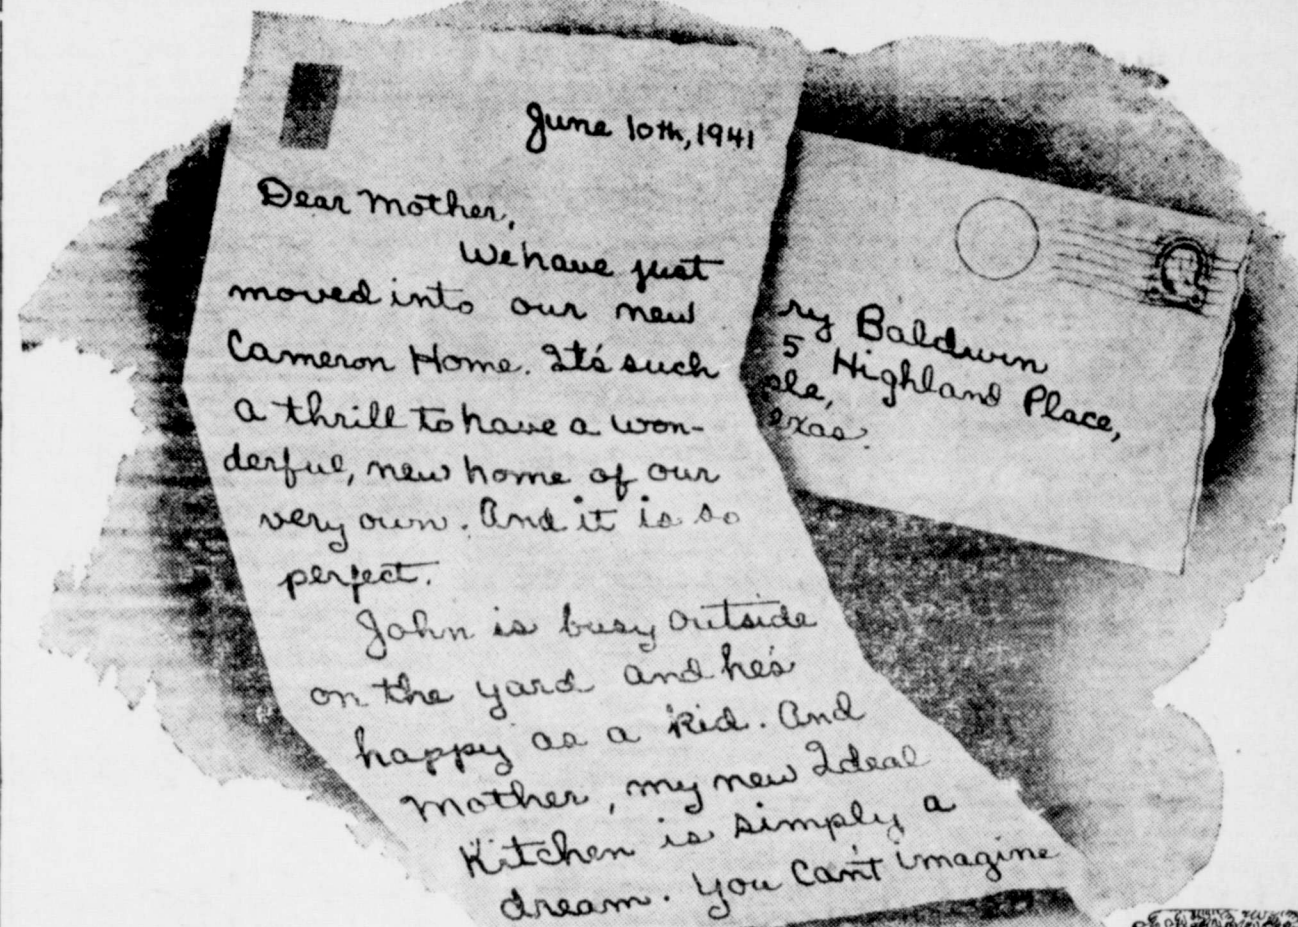 June 10th, 1941
Dear Mother,
We have just
moved into our new
Cameron Home. It's such
a thrill to have a won-
derful, new home of our
very own. And it is so
perfect.
John is busy outside
on the yard and he's
happy as a kid. And
Mother, my new Ideal
Kitchen is simply a
dream. You can't imagine
ry Baldwin
5 Highland Place,
ple,
exas.